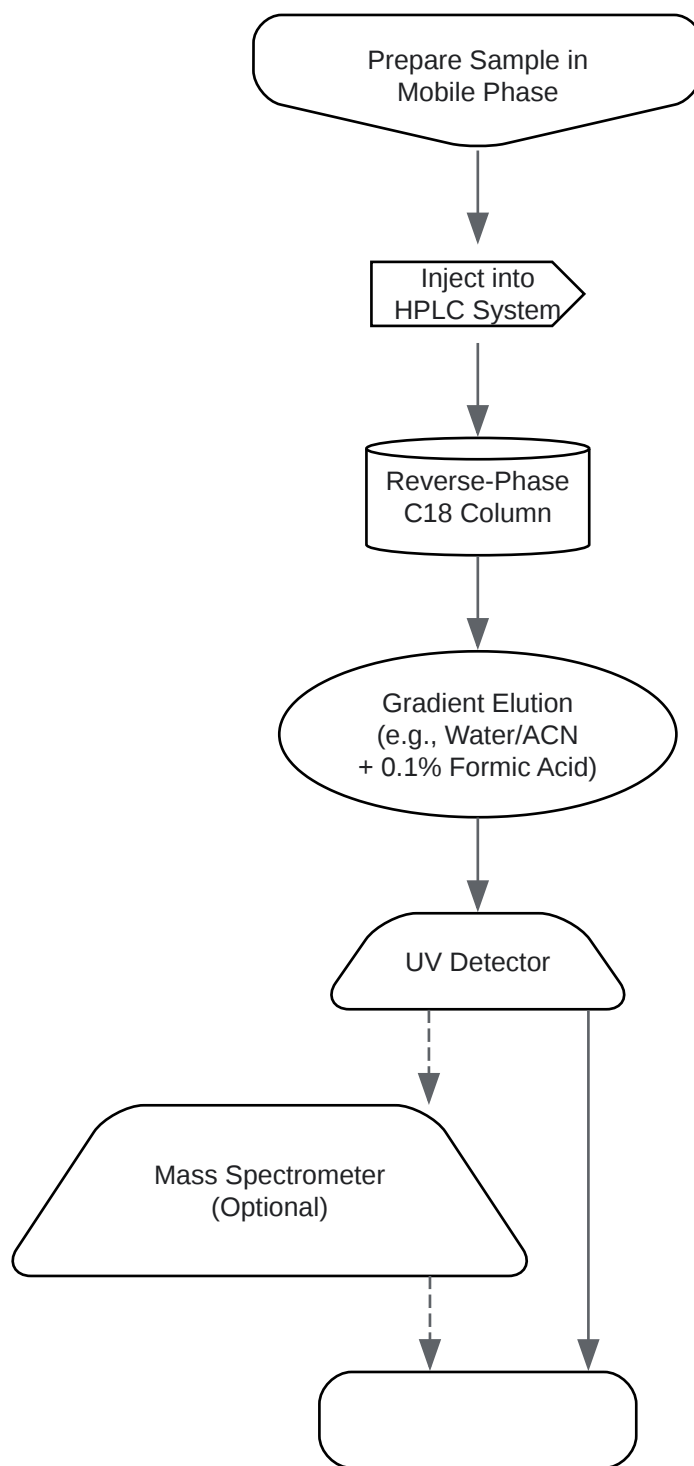 Prepare Sample in
Mobile Phase
Inject into
HPLC System
Reverse-Phase
C18 Column
Gradient Elution
(e.g., Water/ACN
+ 0.1% Formic Acid)
UV Detector
Mass Spectrometer
(Optional)